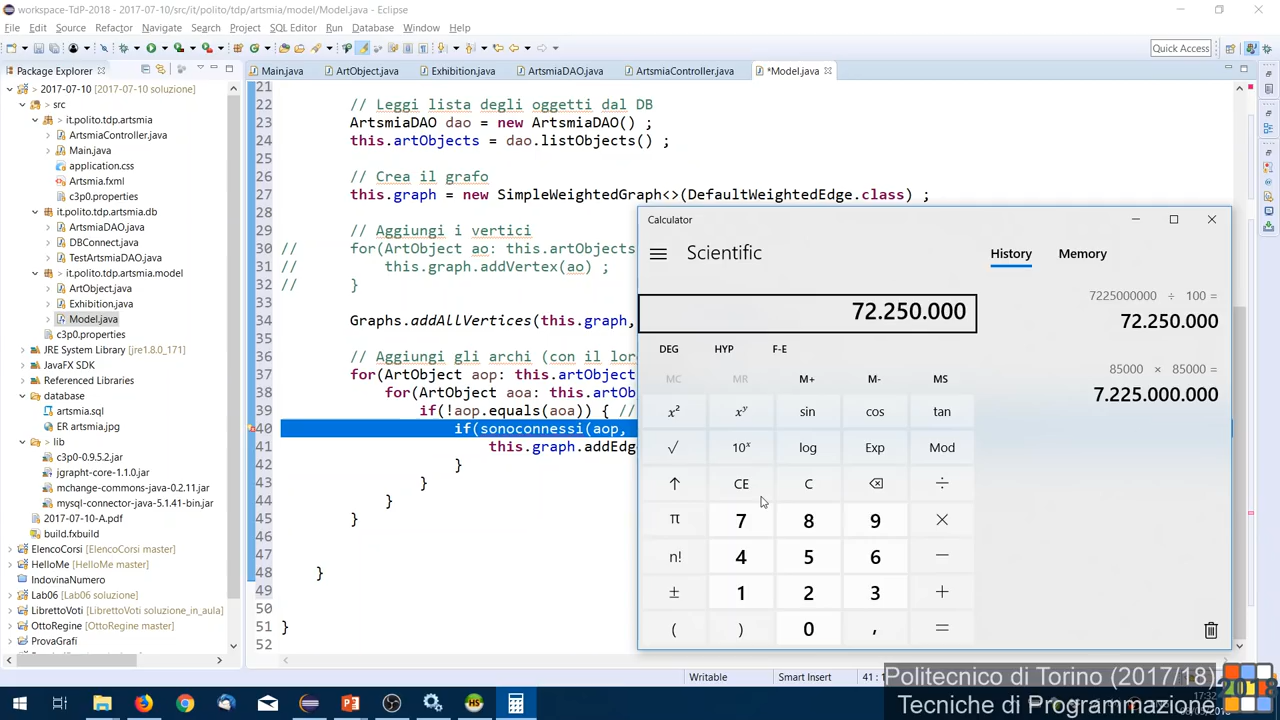 workspace-TdP-2018 - 2017-07-10/src/it/polito/tdp/artsmia/model/Model.java - Eclipse
File Edit Source Refactor Navigate Search Project SQL Editor Run Database Window Help
Quick Access
Package Explorer
Main.java ArtObject.java Exhibition.java ArtsmiaDAO.java ArtsmiaController.java *Model.java
2017-07-10 [2017-07-10 soluzione]
src
it.polito.tdp.artsmia
ArtsmiaController.java
Main.java
application.css
Artsmia.fxml
c3p0.properties
it.polito.tdp.artsmia.db
ArtsmiaDAO.java
DBConnect.java
TestArtsmiaDAO.java
it.polito.tdp.artsmia.model
ArtObject.java
Exhibition.java
Model.java
c3p0.properties
JRE System Library [jre1.8.0_171]
JavaFX SDK
Referenced Libraries
database
artsmia.sql
ER artsmia.jpg
lib
c3p0-0.9.5.2.jar
jgrapht-core-1.1.0.jar
mchange-commons-java-0.2.11.jar
mysql-connector-java-5.1.41-bin.jar
2017-07-10-A.pdf
build.fxbuild
ElencoCorsi [ElencoCorsi master]
HelloMe [HelloMe master]
IndovinaNumero
Lab06 [Lab06 master]
LibrettoVoti [LibrettoVoti soluzione_in_aula]
OttoRegine [OttoRegine master]
ProvaGrafi
21
22 // Leggi lista degli oggetti dal DB
23 ArtsmiaDAO dao = new ArtsmiaDAO() ;
24 this.artObjects = dao.listObjects() ;
25
26 // Crea il grafo
27 this.graph = new SimpleWeightedGraph<>(DefaultWeightedEdge.class) ;
28
29 // Aggiungi i vertici
30 // for(ArtObject ao: this.artObjects
31 // this.graph.addVertex(ao) ;
32 // }
33
34 Graphs.addAllVertices(this.graph,
35
36 // Aggiungi gli archi (con il loro
37 for(ArtObject aop: this.artObject
38 for(ArtObject aoa: this.artOb
39 if(!aop.equals(aoa)) { //
40 if(sonoconnessi(aop,
41 this.graph.addEdg
42 }
43 }
44 }
45 }
46
47
48 }
49
50
51 }
52
Calculator
Scientific
History Memory
72.250.000
7225000000 ÷ 100 =
72.250.000
85000 × 85000 =
7.225.000.000
DEG HYP F-E
MC MR M+ M- MS
x² xʸ sin cos tan
√ 10ˣ log Exp Mod
↑ CE C ⌫ ÷
π 7 8 9 ×
n! 4 5 6 −
± 1 2 3 +
( ) 0 , =
Writable Smart Insert
Politecnico di Torino (2017/18)
Tecniche di Programmazione
2018
17:32